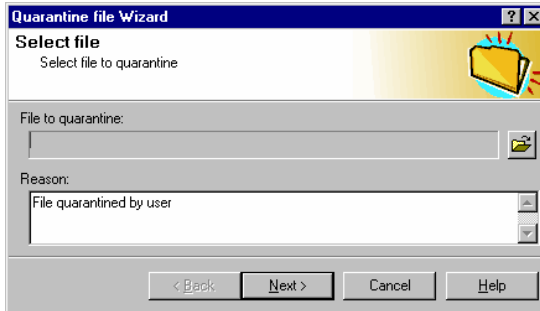 Quarantine file Wizard
Select file
Select file to quarantine
File to quarantine:
Reason:
File quarantined by user
< Back Next > Cancel Help